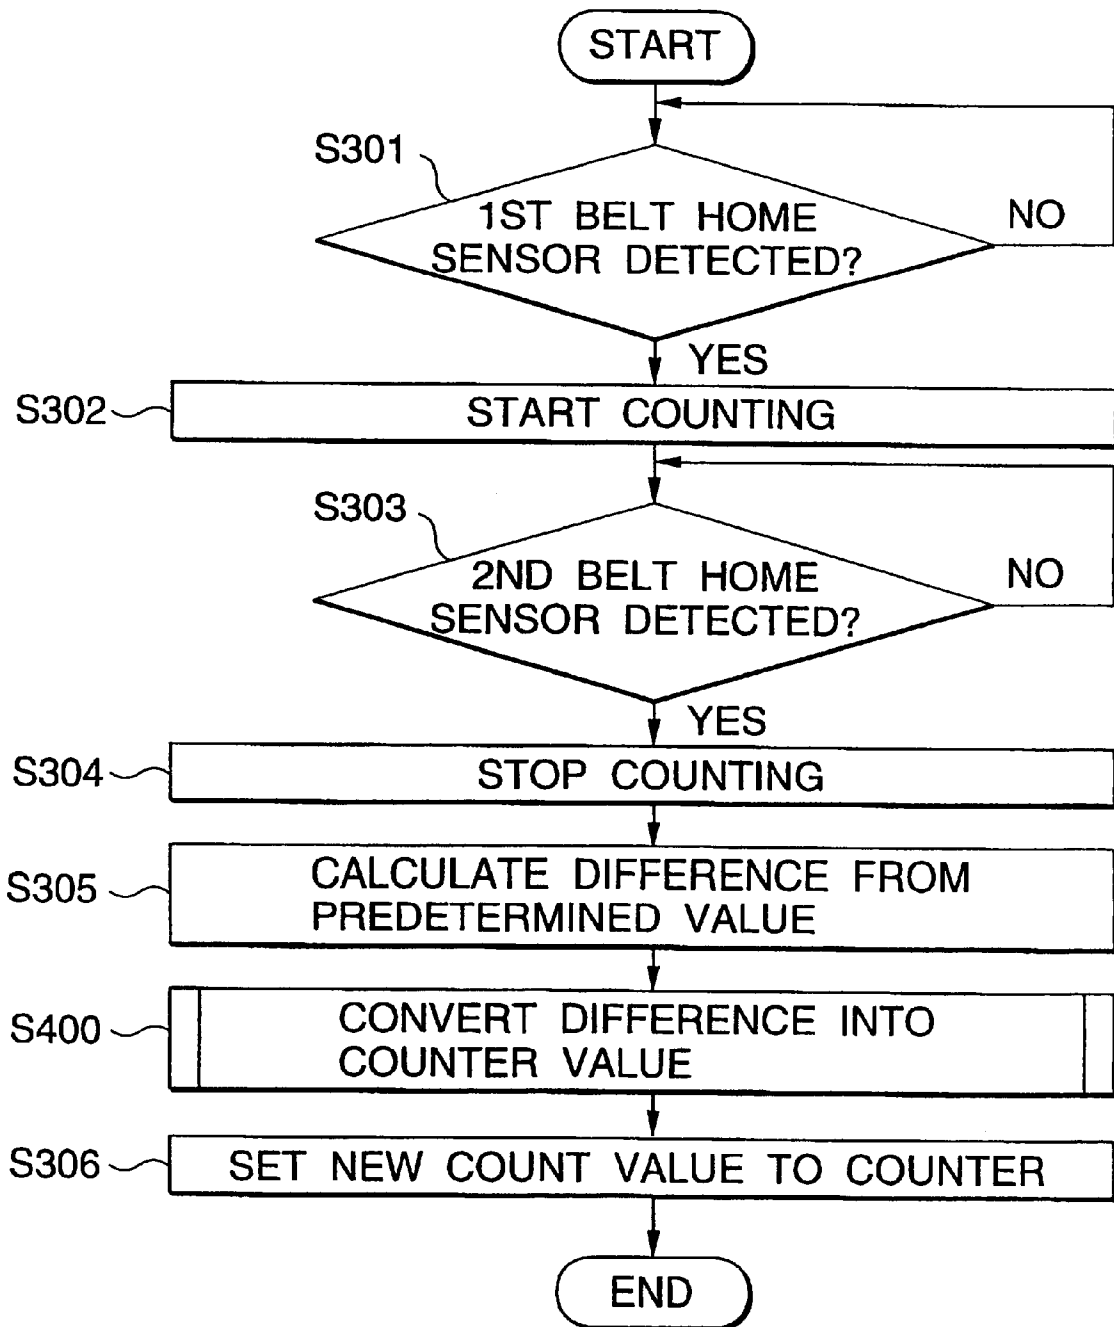 START
S301
1ST BELT HOME
SENSOR DETECTED?
NO
YES
S302
START COUNTING
S303
2ND BELT HOME
SENSOR DETECTED?
NO
YES
S304
STOP COUNTING
S305
CALCULATE DIFFERENCE FROM
PREDETERMINED VALUE
S400
CONVERT DIFFERENCE INTO
COUNTER VALUE
S306
SET NEW COUNT VALUE TO COUNTER
END